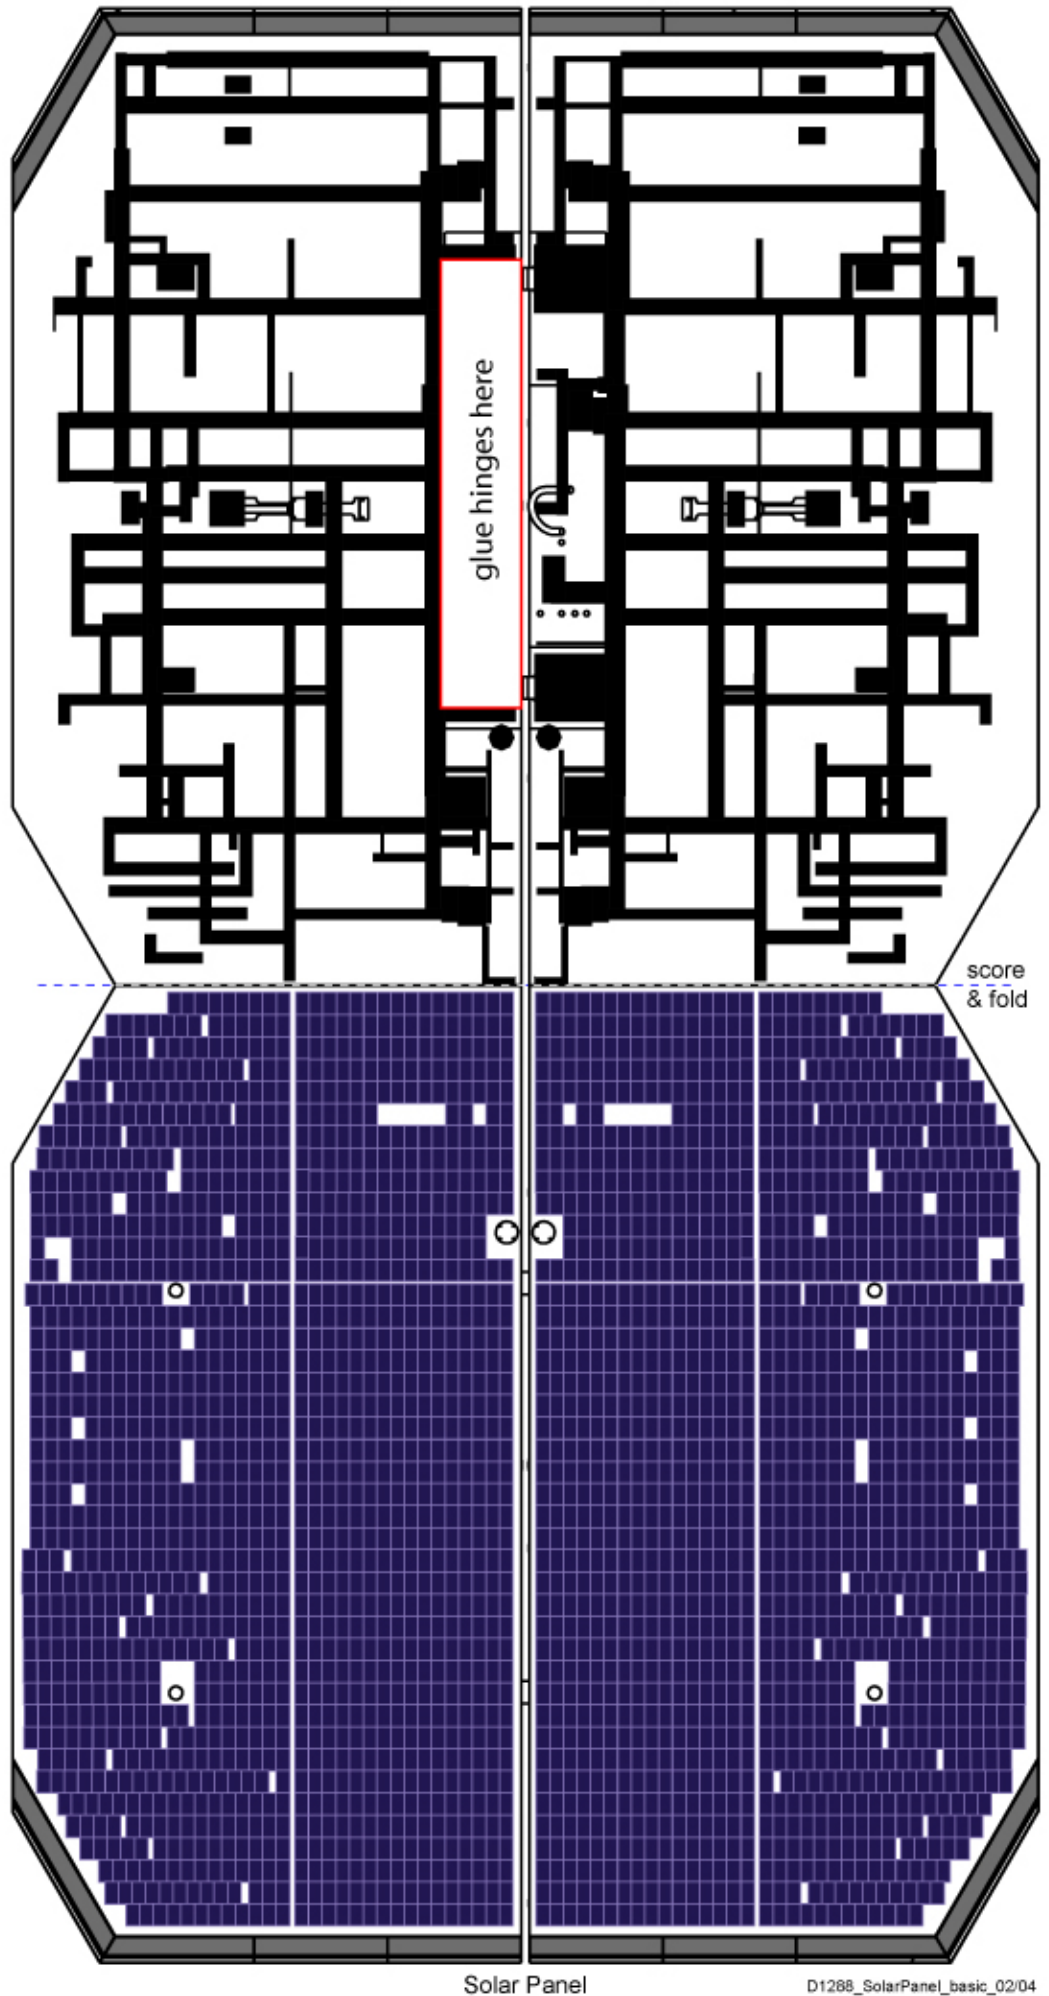 glue hinges here
score
& fold
Solar Panel
D1288_SolarPanel_basic_02/04